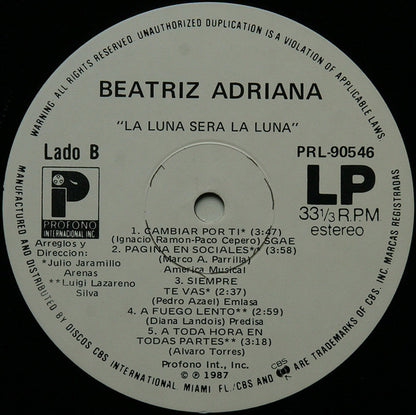 WARNING. ALL RIGHTS RESERVED. UNAUTHORIZED DUPLICATION IS A VIOLATION OF APPLICABLE LAWS.
BEATRIZ ADRIANA
"LA LUNA SERA LA LUNA"
Lado B
PRL-90546
LP
33 1/3 R.P.M.
estereo
P
PROFONO
INTERNATIONAL INC.
Arreglos y
Direccion:
*Julio Jaramillo
Arenas
**Luigi Lazareno
Silva
1. CAMBIAR POR TI* (3:47)
(Ignacio Ramon-Paco Cepero) SGAE
2. PAGINA EN SOCIALES** (3:58)
(Marco A. Parrilla)
America Musical
3. SIEMPRE
TE VAS* (2:37)
(Pedro Azael) Emlasa
4. A FUEGO LENTO** (2:59)
(Diana Landois) Predisa
5. A TODA HORA EN
TODAS PARTES** (3:18)
(Alvaro Torres)
Profono Int., Inc.
© ℗ 1987
MANUFACTURED AND DISTRIBUTED BY DISCOS CBS INTERNATIONAL MIAMI FL./CBS AND CBS ARE TRADEMARKS OF CBS. INC. MARCAS REGISTRADAS